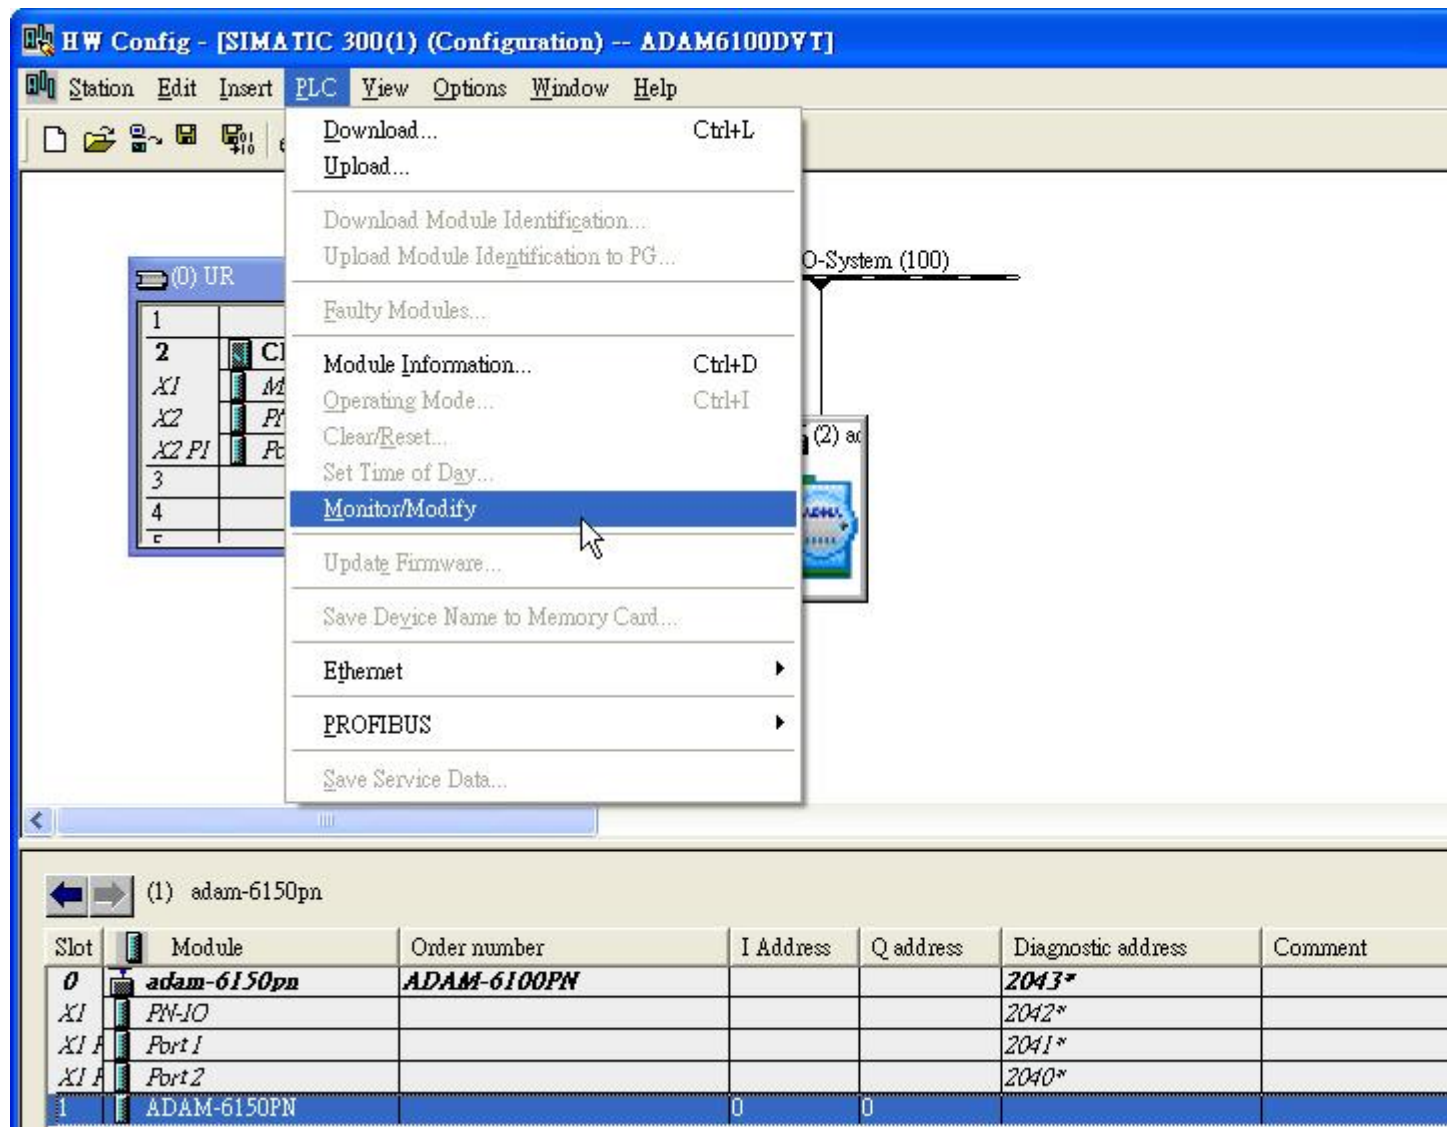 HW Config - [SIMATIC 300(1) (Configuration) -- ADAM6100DVT]
Station Edit Insert PLC View Options Window Help
Download... Ctrl+L
Upload...
Download Module Identification...
Upload Module Identification to PG...
Faulty Modules...
Module Information... Ctrl+D
Operating Mode... Ctrl+I
Clear/Reset...
Set Time of Day...
Monitor/Modify
Update Firmware...
Save Device Name to Memory Card...
Ethernet
PROFIBUS
Save Service Data...
(0) UR
1
2
X1
X2
X2 P1
3
4
O-System (100)
(2)
(1) adam-6150pn
Slot Module Order number I Address Q address Diagnostic address Comment
0 adam-6150pn ADAM-6100PN 2043*
X1 PN-IO 2042*
X1 Port 1 2041*
X1 Port 2 2040*
1 ADAM-6150PN 0 0